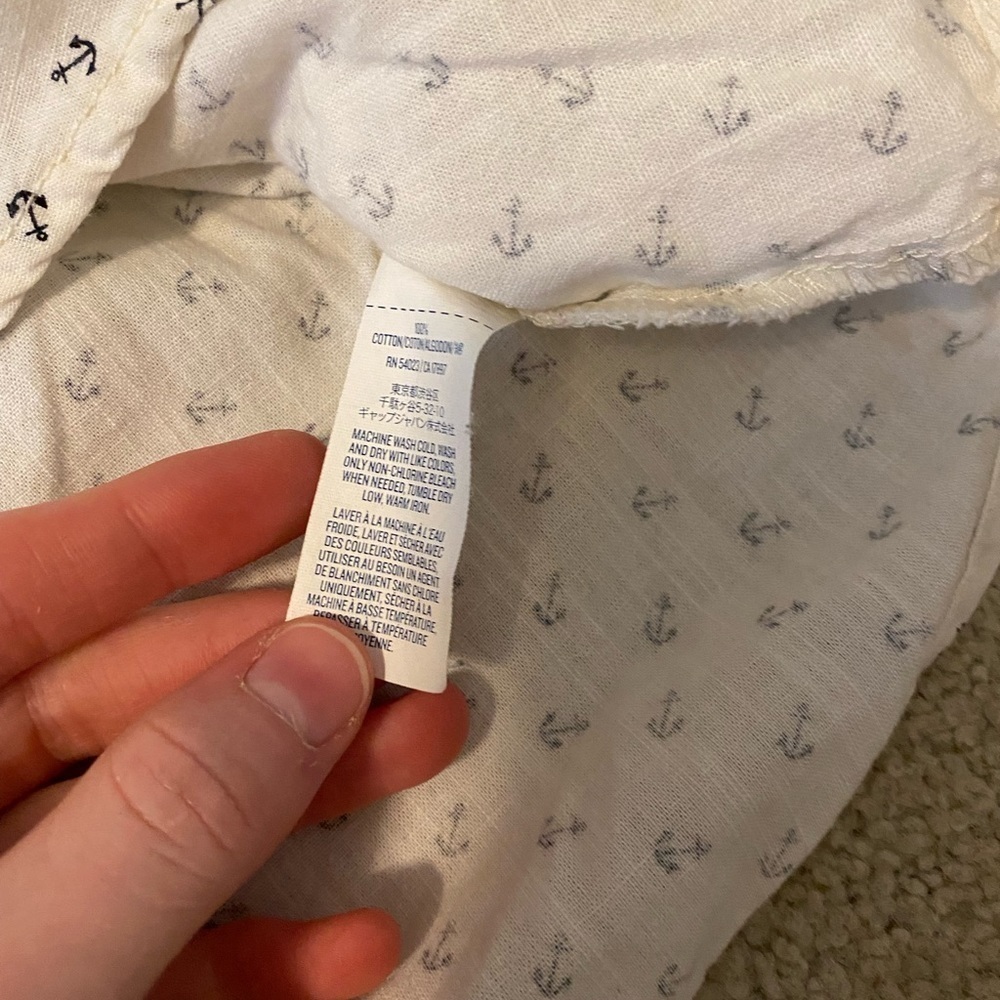 100%
COTTON/COTON/ALGODON/
RN 54023/CA 17897
東京都渋谷区
千駄ヶ谷5-32-10
ギャップジャパン株式会社
MACHINE WASH COLD, WASH
AND DRY WITH LIKE COLORS,
ONLY NON-CHLORINE BLEACH
WHEN NEEDED, TUMBLE DRY
LOW, WARM IRON.
LAVER À LA MACHINE À L'EAU
FROIDE, LAVER ET SÉCHER AVEC
DES COULEURS SEMBLABLES,
UTILISER AU BESOIN UN AGENT
DE BLANCHIMENT SANS CHLORE
UNIQUEMENT, SÉCHER À LA
MACHINE À BASSE TEMPÉRATURE,
REPASSER À TEMPÉRATURE
OYENNE.